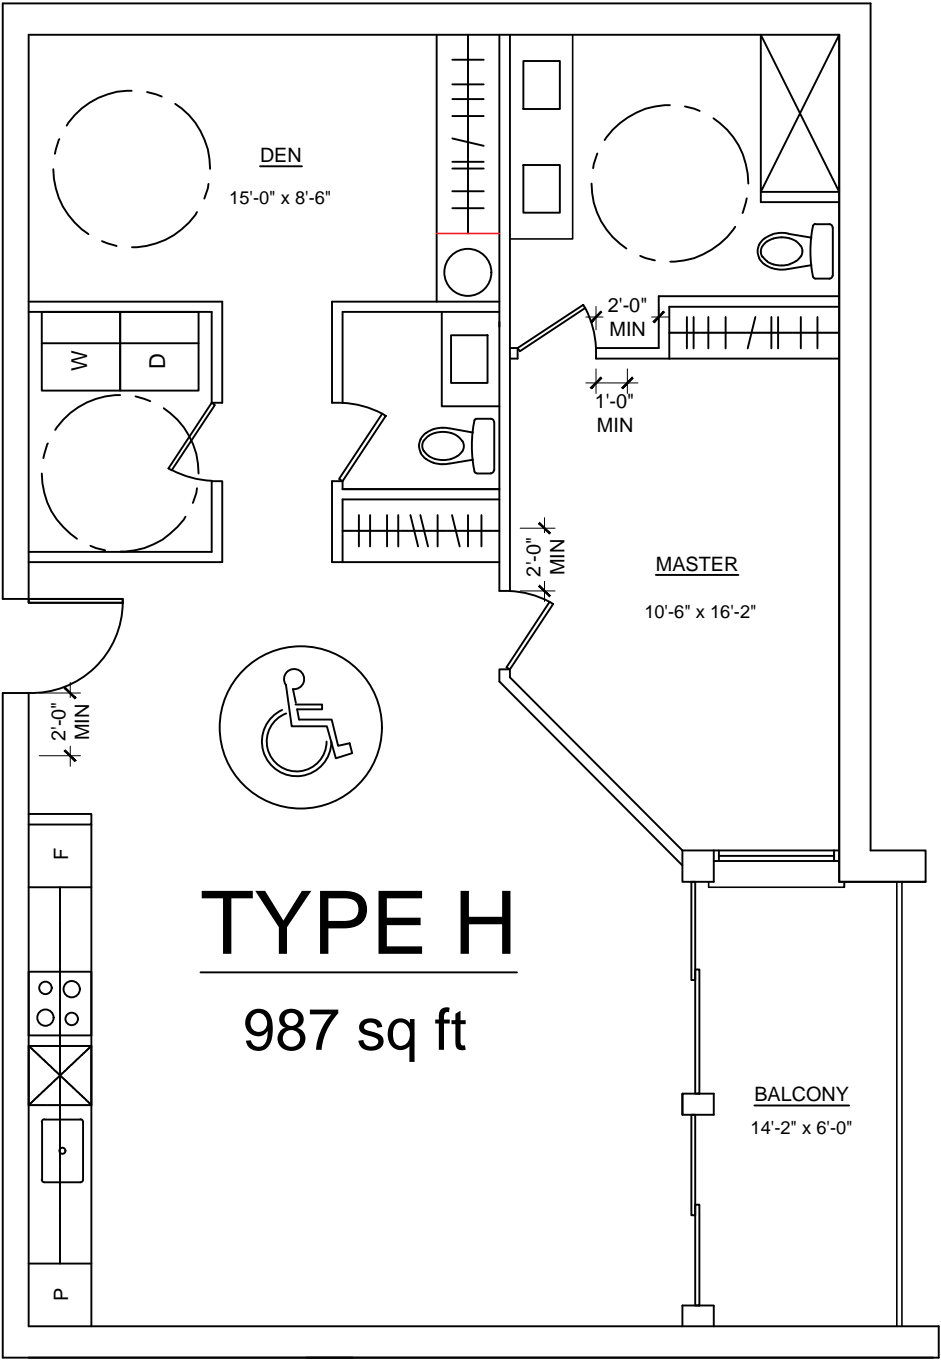 DEN
15'-0" x 8'-6"
2'-0"
MIN
W
D
1'-0"
MIN
2'-0"
MIN
MASTER
10'-6" x 16'-2"
2'-0"
MIN
F
TYPE H
987 sq ft
BALCONY
14'-2" x 6'-0"
P